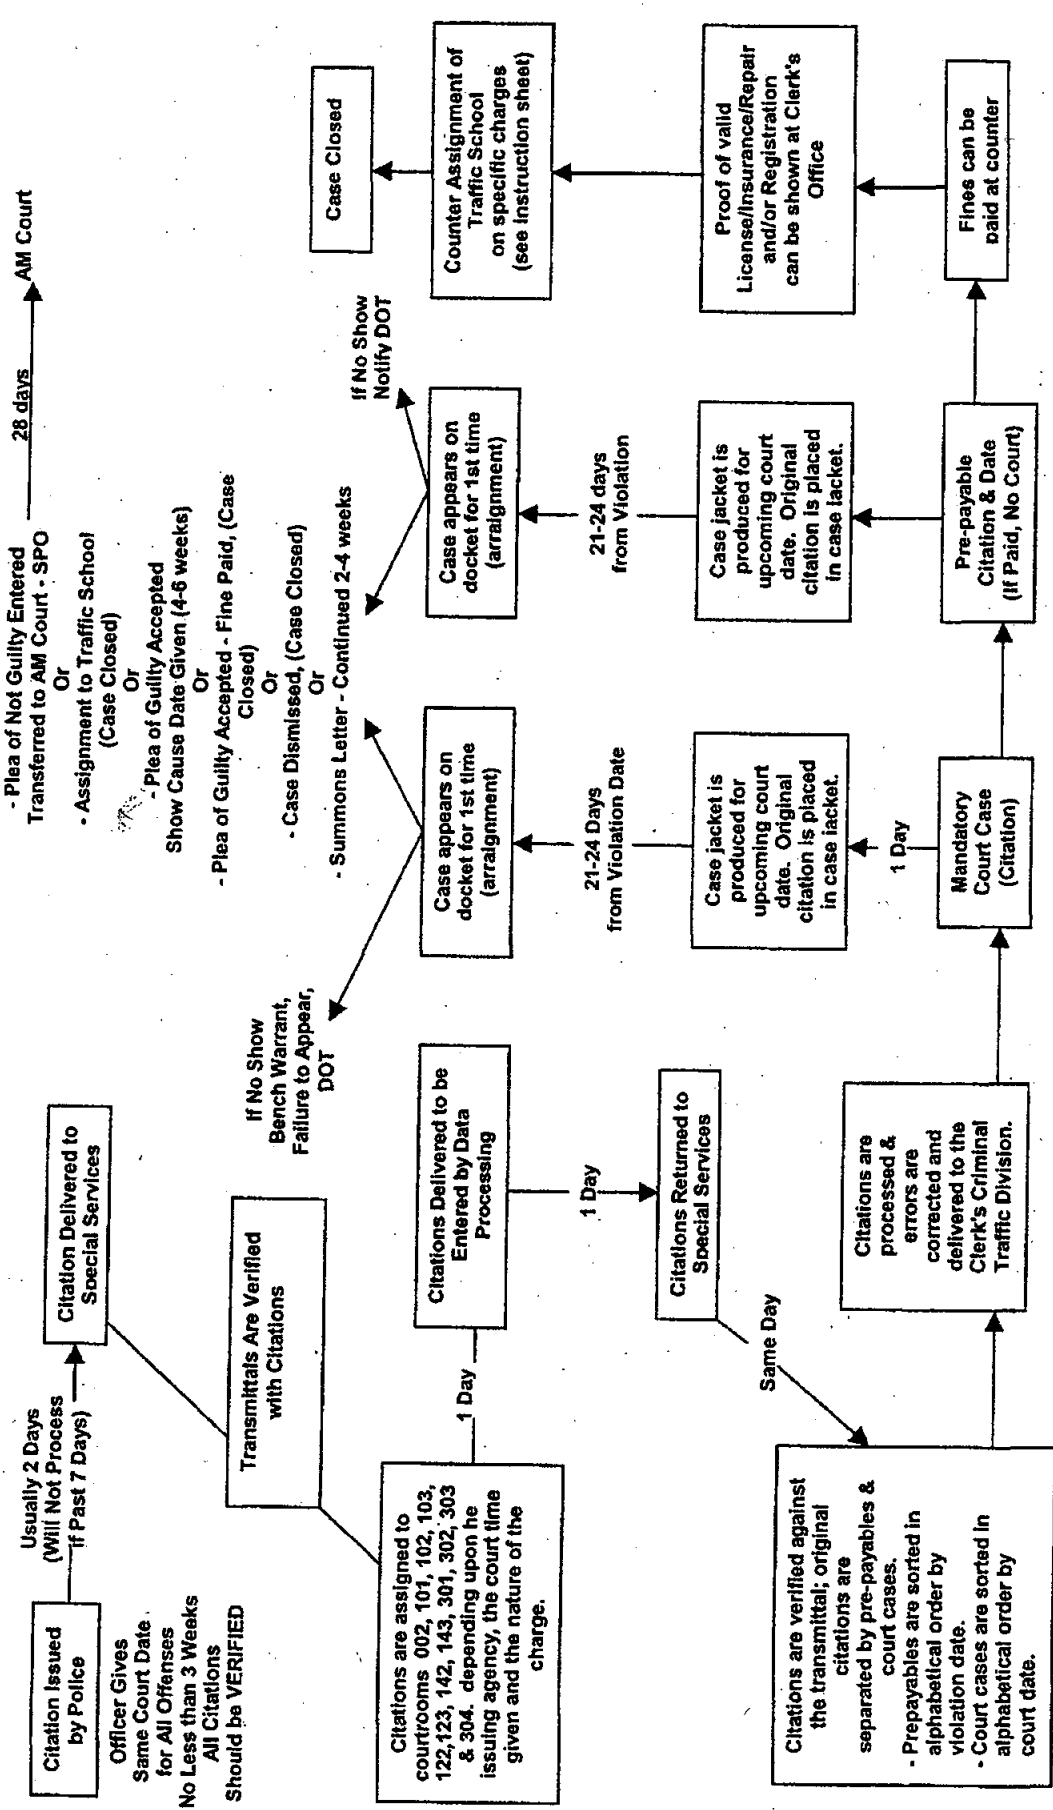 Citation Issued
by Police
Officer Gives
Same Court Date
for All Offenses
No Less than 3 Weeks
All Citations
Should be VERIFIED
Usually 2 Days
(Will Not Process
If Past 7 Days)
Citation Delivered to
Special Services
Transmittals Are Verified
with Citations
Citations are assigned to
courtrooms 002, 101, 102, 103,
122,123, 142, 143, 301, 302, 303
& 304. depending upon he
issuing agency, the court time
given and the nature of the
charge.
1 Day
Citations Delivered to be
Entered by Data
Processing
1 Day
Citations Returned to
Special Services
Same Day
Citations are verified against
the transmittal; original
citations are
separated by pre-payables &
court cases.
- Prepayables are sorted in
alphabetical order by
violation date.
- Court cases are sorted in
alphabetical order by
court date.
Citations are
processed &
errors are
corrected and
delivered to the
Clerk's Criminal
Traffic Division.
Mandatory
Court Case
(Citation)
1 Day
Case jacket is
produced for
upcoming court
date. Original
citation is placed
in case jacket.
21-24 Days
from Violation Date
Case appears on
docket for 1st time
(arraignment)
If No Show
Bench Warrant,
Failure to Appear,
DOT
- Plea of Not Guilty Entered
Transferred to AM Court - SPO
28 days
AM Court
Or
- Assignment to Traffic School
(Case Closed)
Or
- Plea of Guilty Accepted
Show Cause Date Given (4-6 weeks)
Or
- Plea of Guilty Accepted - Fine Paid, (Case
Closed)
Or
- Case Dismissed, (Case Closed)
Or
- Summons Letter - Continued 2-4 weeks
Pre-payable
Citation & Date
(If Paid, No Court)
Case jacket is
produced for
upcoming court
date. Original
citation is placed
in case jacket.
21-24 days
from Violation
Case appears on
docket for 1st time
(arraignment)
If No Show
Notify DOT
Fines can be
paid at counter
Proof of valid
License/Insurance/Repair
and/or Registration
can be shown at Clerk's
Office
Counter Assignment of
Traffic School
on specific charges
(see instruction sheet)
Case Closed